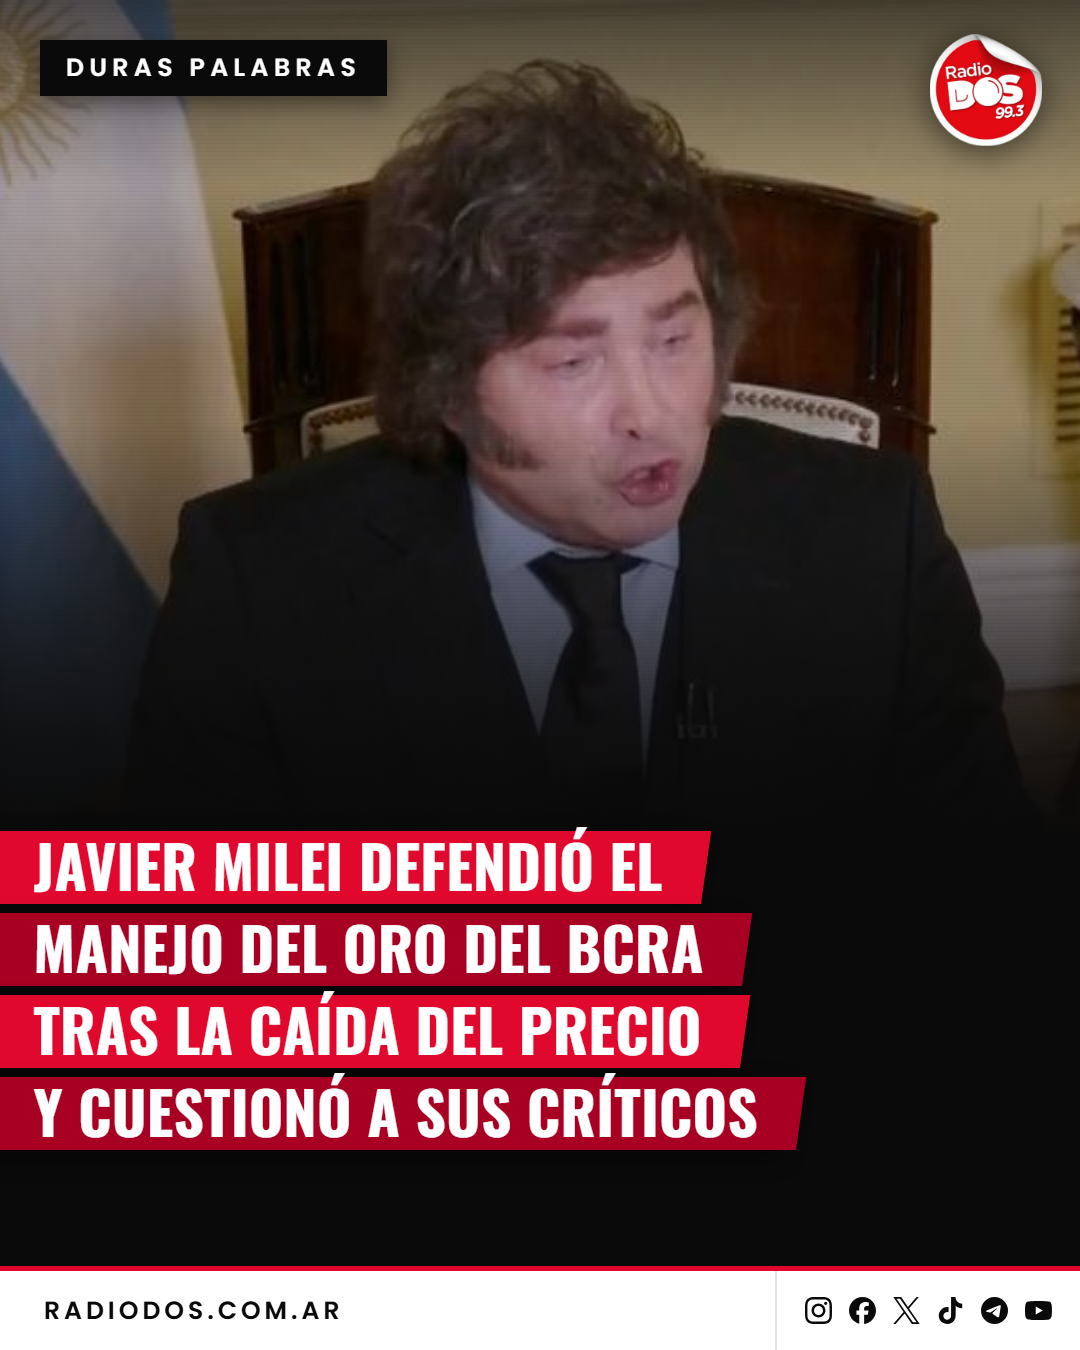 DURAS PALABRAS
Radio
DOS
99.3
JAVIER MILEI DEFENDIÓ EL
MANEJO DEL ORO DEL BCRA
TRAS LA CAÍDA DEL PRECIO
Y CUESTIONÓ A SUS CRÍTICOS
RADIODOS.COM.AR